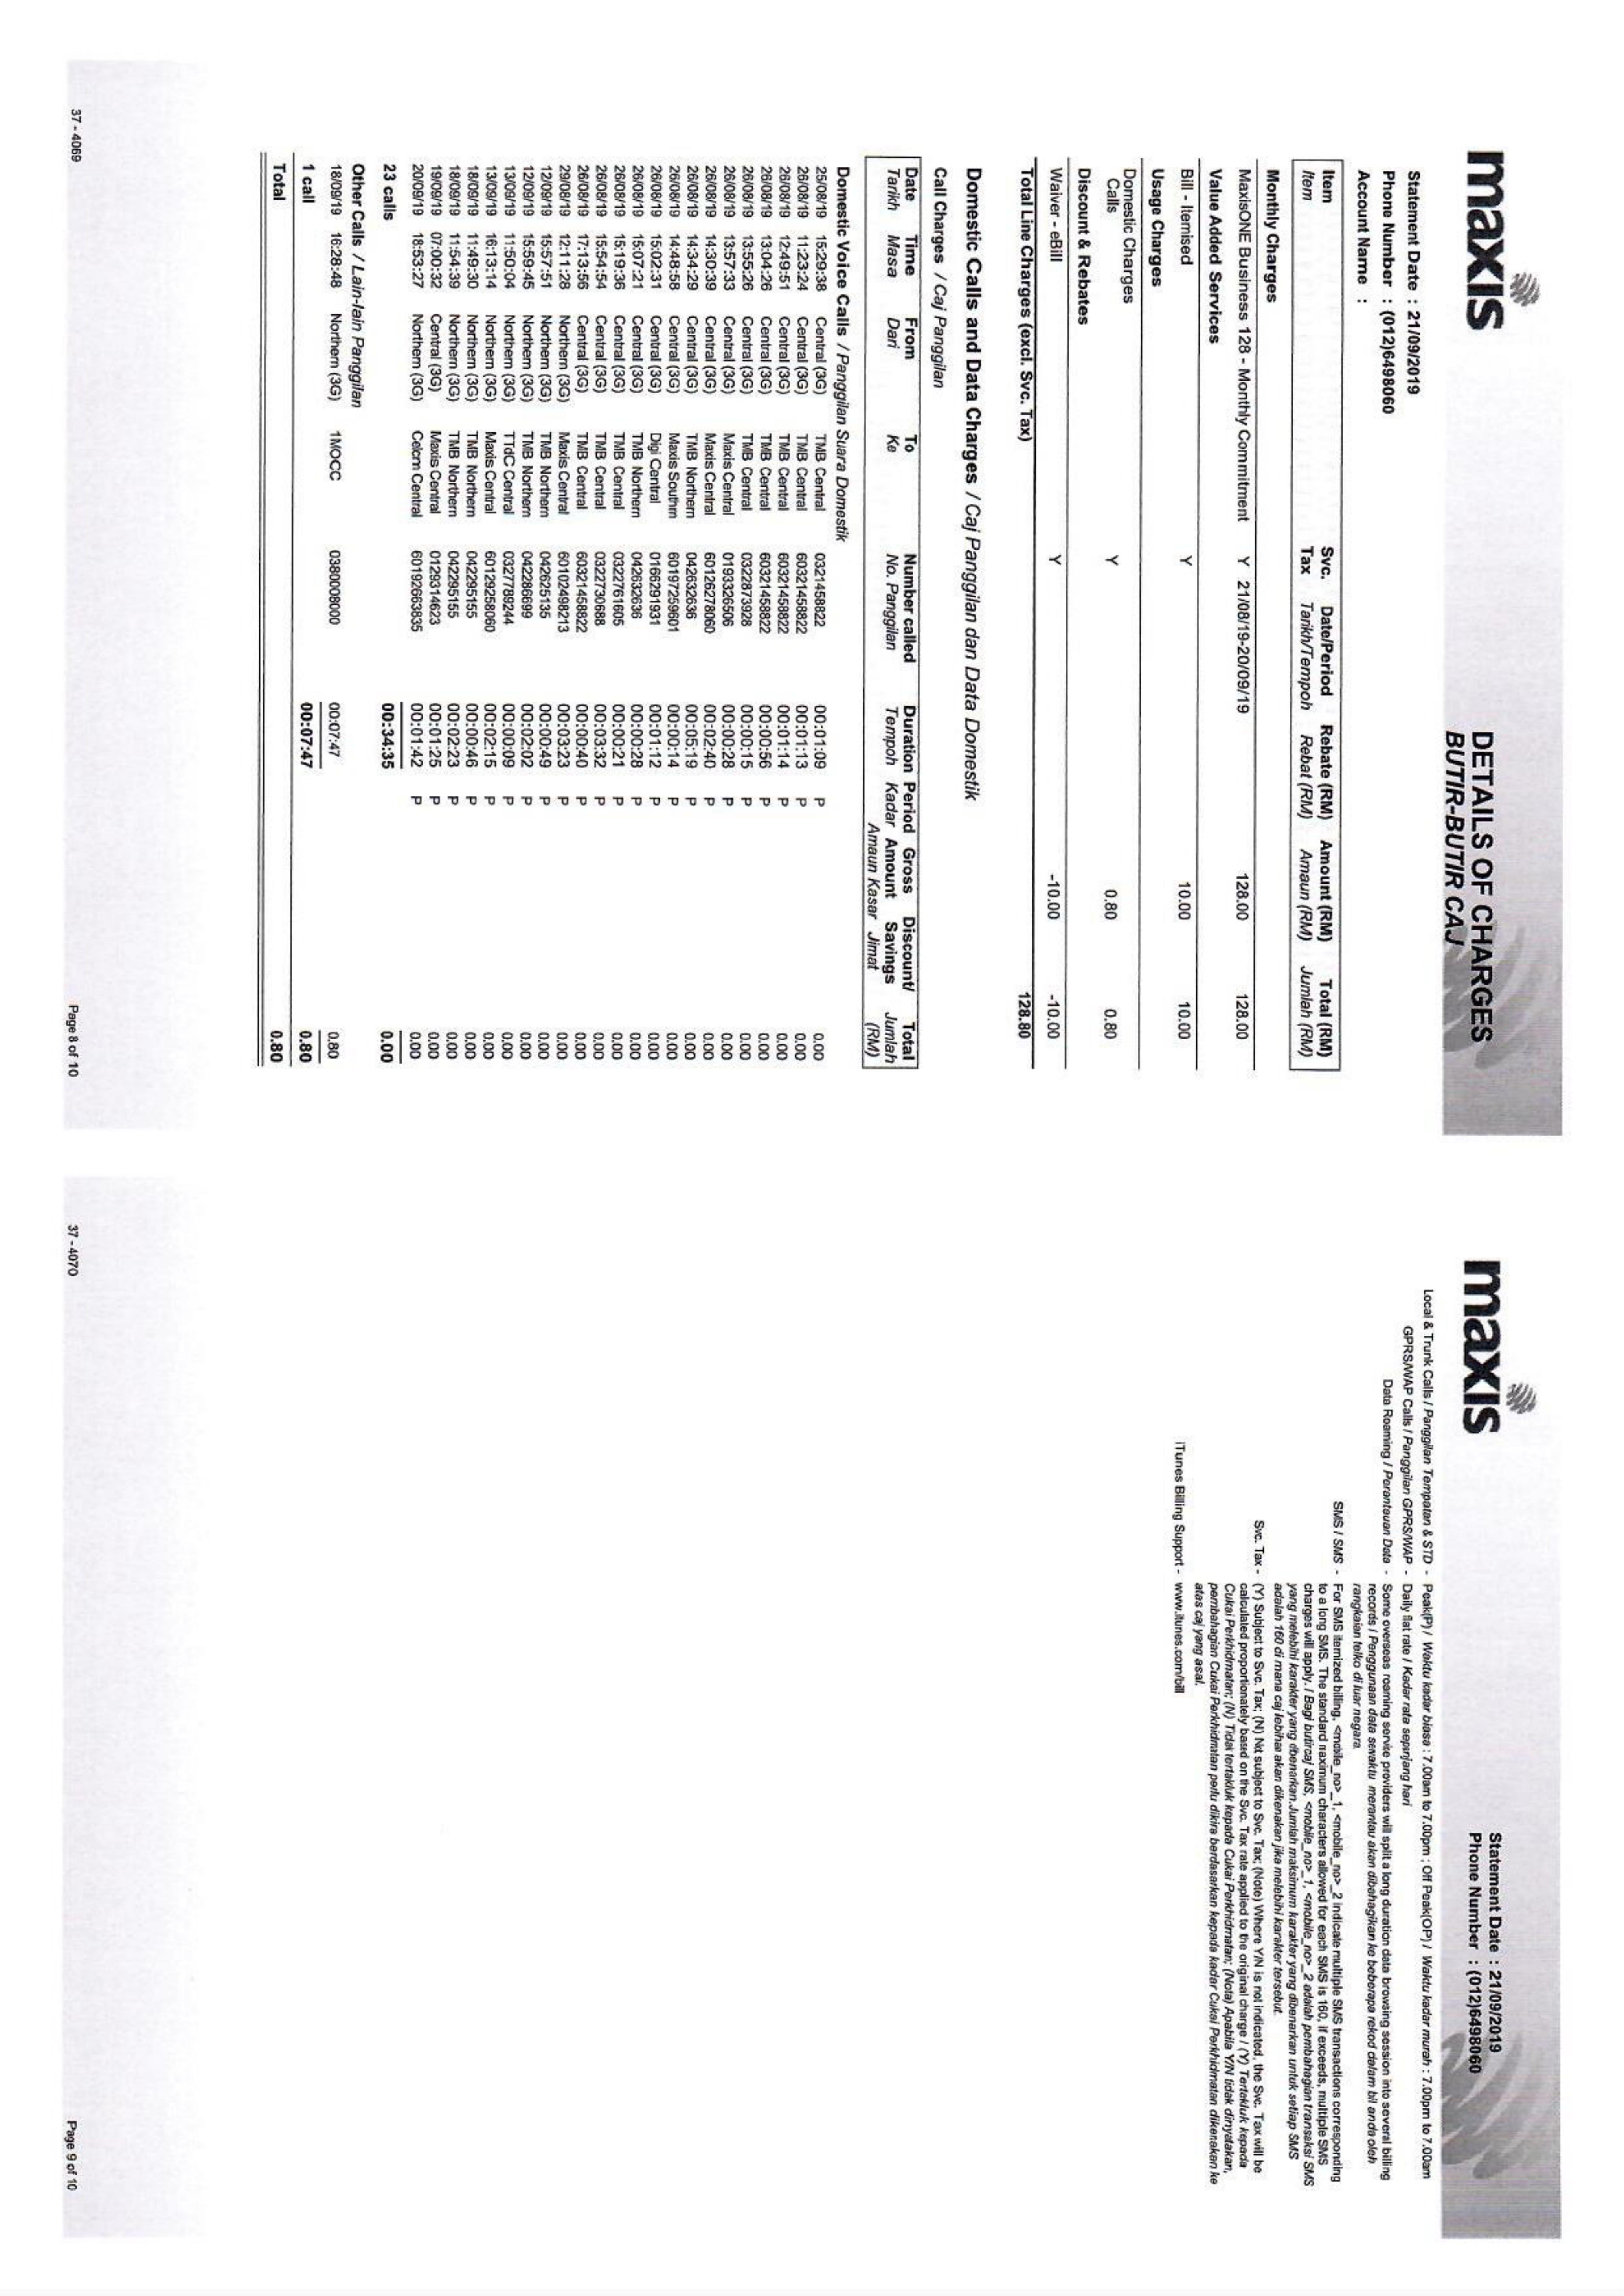 maxis
DETAILS OF CHARGES
BUTIR-BUTIR CAJ
Statement Date : 21/09/2019
Phone Number : (012)6498060
Account Name :
Item Svc. Date/Period Rebate (RM) Amount (RM) Total (RM)
Item Tax Tarikh/Tempoh Rebat (RM) Amaun (RM) Jumlah (RM)
Monthly Charges
MaxisONE Business 128 - Monthly Commitment Y 21/08/19-20/09/19 128.00 128.00
Value Added Services
Bill - Itemised Y 10.00 10.00
Usage Charges
Domestic Charges Y 0.80 0.80
Calls
Discount & Rebates
Waiver - eBill Y -10.00 -10.00
Total Line Charges (excl. Svc. Tax) 128.80
Domestic Calls and Data Charges / Caj Panggilan dan Data Domestik
Call Charges / Caj Panggilan
Date Time From To Number called Duration Period Gross Discount/ Total
Tarikh Masa Dari Ke No. Panggilan Tempoh Kadar Amount Savings Jumlah
Amaun Kasar Jimat (RM)
Domestic Voice Calls / Panggilan Suara Domestik
25/08/19 15:29:38 Central (3G) TMB Central 0321458822 00:01:09 P 0.00
26/08/19 11:23:24 Central (3G) TMB Central 60321458822 00:01:13 P 0.00
26/08/19 12:49:51 Central (3G) TMB Central 60321458822 00:01:14 P 0.00
26/08/19 13:04:26 Central (3G) TMB Central 60321458822 00:00:56 P 0.00
26/08/19 13:55:26 Central (3G) TMB Central 0322873928 00:00:15 P 0.00
26/08/19 13:57:33 Central (3G) Maxis Central 0193326506 00:00:28 P 0.00
26/08/19 14:30:39 Central (3G) Maxis Central 60126278060 00:02:40 P 0.00
26/08/19 14:34:29 Central (3G) TMB Northern 042632636 00:05:19 P 0.00
26/08/19 14:48:58 Central (3G) Maxis Southrn 60197259601 00:00:14 P 0.00
26/08/19 15:02:31 Central (3G) Digi Central 0166291931 00:01:12 P 0.00
26/08/19 15:07:21 Central (3G) TMB Northern 042632636 00:00:28 P 0.00
26/08/19 15:19:36 Central (3G) TMB Central 0322761605 00:00:21 P 0.00
26/08/19 15:54:54 Central (3G) TMB Central 0322730688 00:03:32 P 0.00
26/08/19 17:13:56 Central (3G) TMB Central 60321458822 00:00:40 P 0.00
29/08/19 12:11:28 Northern (3G) Maxis Central 60102498213 00:03:23 P 0.00
12/09/19 15:57:51 Northern (3G) TMB Northern 042625135 00:00:49 P 0.00
12/09/19 15:59:45 Northern (3G) TMB Northern 042286699 00:02:02 P 0.00
13/09/19 11:50:04 Northern (3G) TTdC Central 0327789244 00:00:09 P 0.00
13/09/19 16:13:14 Northern (3G) Maxis Central 60129258060 00:02:15 P 0.00
18/09/19 11:49:30 Northern (3G) TMB Northern 042295155 00:00:46 P 0.00
18/09/19 11:54:39 Northern (3G) TMB Northern 042295155 00:02:23 P 0.00
19/09/19 07:00:32 Central (3G) Maxis Central 0129314623 00:01:25 P 0.00
20/09/19 18:53:27 Northern (3G) Celcom Central 60192663835 00:01:42 P 0.00
23 calls 00:34:35 0.00
Other Calls / Lain-lain Panggilan
18/09/19 16:28:48 Northern (3G) 1MOCC 0380008000 00:07:47 0.80
1 call 00:07:47 0.80
Total 0.80
37 - 4069 Page 8 of 10
maxis
Statement Date : 21/09/2019
Phone Number : (012)6498060
Local & Trunk Calls / Panggilan Tempatan & STD - Peak(P) / Waktu kadar biasa : 7.00am to 7.00pm ; Off Peak(OP) / Waktu kadar murah : 7.00pm to 7.00am
GPRS/WAP Calls / Panggilan GPRS/WAP - Daily flat rate / Kadar rata sepanjang hari
Data Roaming / Perantauan Data - Some overseas roaming service providers will split a long duration data browsing session into several billing
records / Penggunaan data sewaktu merantau akan dibahagikan ke beberapa rekod dalam bil anda oleh
rangkaian telko di luar negara.
SMS / SMS - For SMS itemized billing, <mobile_no>_1, <mobile_no>_2 indicate multiple SMS transactions corresponding
to a long SMS. The standard maximum characters allowed for each SMS is 160, if exceeds, multiple SMS
charges will apply. / Bagi butiran caj SMS, <mobile_no>_1, <mobile_no>_2 adalah pembahagian transaksi SMS
yang melebihi karakter yang dibenarkan.Jumlah maksimum karakter yang dibenarkan untuk setiap SMS
adalah 160 di mana caj lebihan akan dikenakan jika melebihi karakter tersebut.
Svc. Tax - (Y) Subject to Svc. Tax; (N) Not subject to Svc. Tax; (Note) Where Y/N is not indicated, the Svc. Tax will be
calculated proportionately based on the Svc. Tax rate applied to the original charge / (Y) Tertakluk kepada
Cukai Perkhidmatan; (N) Tidak tertakluk kepada Cukai Perkhidmatan; (Nota) Apabila Y/N tidak dinyatakan,
pembahagian Cukai Perkhidmatan perlu dikira berdasarkan kepada kadar Cukai Perkhidmatan dikenakan ke
atas caj yang asal.
iTunes Billing Support - www.itunes.com/bill
37 - 4070 Page 9 of 10